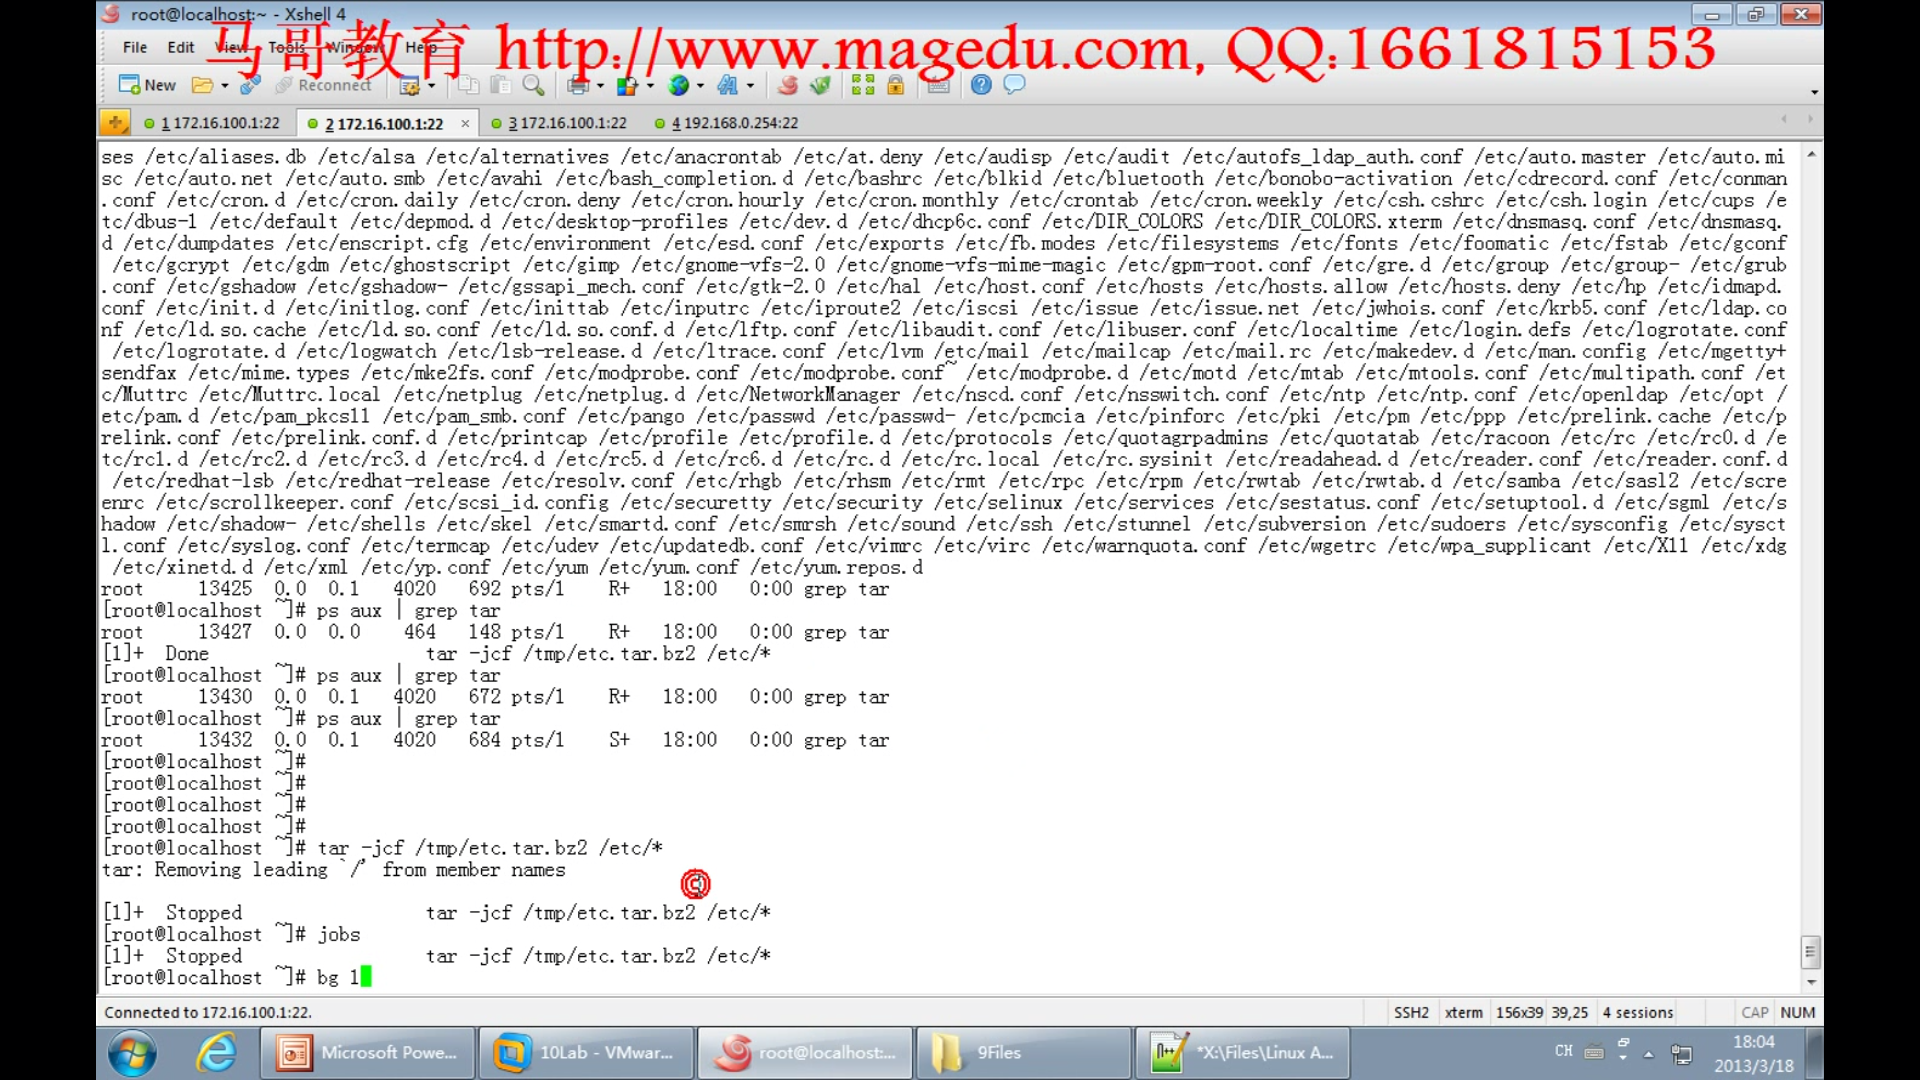 root@localhost:~ - Xshell 4
马哥教育 http://www.magedu.com, QQ:1661815153
File Edit View Tools Window Help
New Reconnect
1 172.16.100.1:22 2 172.16.100.1:22 × 3 172.16.100.1:22 4 192.168.0.254:22
ses /etc/aliases.db /etc/alsa /etc/alternatives /etc/anacrontab /etc/at.deny /etc/audisp /etc/audit /etc/autofs_ldap_auth.conf /etc/auto.master /etc/auto.mi
sc /etc/auto.net /etc/auto.smb /etc/avahi /etc/bash_completion.d /etc/bashrc /etc/blkid /etc/bluetooth /etc/bonobo-activation /etc/cdrecord.conf /etc/conman
.conf /etc/cron.d /etc/cron.daily /etc/cron.deny /etc/cron.hourly /etc/cron.monthly /etc/crontab /etc/cron.weekly /etc/csh.cshrc /etc/csh.login /etc/cups /e
tc/dbus-1 /etc/default /etc/depmod.d /etc/desktop-profiles /etc/dev.d /etc/dhcp6c.conf /etc/DIR_COLORS /etc/DIR_COLORS.xterm /etc/dnsmasq.conf /etc/dnsmasq.
d /etc/dumpdates /etc/enscript.cfg /etc/environment /etc/esd.conf /etc/exports /etc/fb.modes /etc/filesystems /etc/fonts /etc/foomatic /etc/fstab /etc/gconf
/etc/gcrypt /etc/gdm /etc/ghostscript /etc/gimp /etc/gnome-vfs-2.0 /etc/gnome-vfs-mime-magic /etc/gpm-root.conf /etc/gre.d /etc/group /etc/group- /etc/grub
.conf /etc/gshadow /etc/gshadow- /etc/gssapi_mech.conf /etc/gtk-2.0 /etc/hal /etc/host.conf /etc/hosts /etc/hosts.allow /etc/hosts.deny /etc/hp /etc/idmapd.
conf /etc/init.d /etc/initlog.conf /etc/inittab /etc/inputrc /etc/iproute2 /etc/iscsi /etc/issue /etc/issue.net /etc/jwhois.conf /etc/krb5.conf /etc/ldap.co
nf /etc/ld.so.cache /etc/ld.so.conf /etc/ld.so.conf.d /etc/lftp.conf /etc/libaudit.conf /etc/libuser.conf /etc/localtime /etc/login.defs /etc/logrotate.conf
/etc/logrotate.d /etc/logwatch /etc/lsb-release.d /etc/ltrace.conf /etc/lvm /etc/mail /etc/mailcap /etc/mail.rc /etc/makedev.d /etc/man.config /etc/mgetty+
sendfax /etc/mime.types /etc/mke2fs.conf /etc/modprobe.conf /etc/modprobe.conf~ /etc/modprobe.d /etc/motd /etc/mtab /etc/mtools.conf /etc/multipath.conf /et
c/Muttrc /etc/Muttrc.local /etc/netplug /etc/netplug.d /etc/NetworkManager /etc/nscd.conf /etc/nsswitch.conf /etc/ntp /etc/ntp.conf /etc/openldap /etc/opt /
etc/pam.d /etc/pam_pkcs11 /etc/pam_smb.conf /etc/pango /etc/passwd /etc/passwd- /etc/pcmcia /etc/pinforc /etc/pki /etc/pm /etc/ppp /etc/prelink.cache /etc/p
relink.conf /etc/prelink.conf.d /etc/printcap /etc/profile /etc/profile.d /etc/protocols /etc/quotagrpadmins /etc/quotatab /etc/racoon /etc/rc /etc/rc0.d /e
tc/rc1.d /etc/rc2.d /etc/rc3.d /etc/rc4.d /etc/rc5.d /etc/rc6.d /etc/rc.d /etc/rc.local /etc/rc.sysinit /etc/readahead.d /etc/reader.conf /etc/reader.conf.d
/etc/redhat-lsb /etc/redhat-release /etc/resolv.conf /etc/rhgb /etc/rhsm /etc/rmt /etc/rpc /etc/rpm /etc/rwtab /etc/rwtab.d /etc/samba /etc/sasl2 /etc/scre
enrc /etc/scrollkeeper.conf /etc/scsi_id.config /etc/securetty /etc/security /etc/selinux /etc/services /etc/sestatus.conf /etc/setuptool.d /etc/sgml /etc/s
hadow /etc/shadow- /etc/shells /etc/skel /etc/smartd.conf /etc/smrsh /etc/sound /etc/ssh /etc/stunnel /etc/subversion /etc/sudoers /etc/sysconfig /etc/sysct
l.conf /etc/syslog.conf /etc/termcap /etc/udev /etc/updatedb.conf /etc/vimrc /etc/virc /etc/warnquota.conf /etc/wgetrc /etc/wpa_supplicant /etc/X11 /etc/xdg
/etc/xinetd.d /etc/xml /etc/yp.conf /etc/yum /etc/yum.conf /etc/yum.repos.d
root 13425 0.0 0.1 4020 692 pts/1 R+ 18:00 0:00 grep tar
[root@localhost ~]# ps aux | grep tar
root 13427 0.0 0.0 464 148 pts/1 R+ 18:00 0:00 grep tar
[1]+ Done tar -jcf /tmp/etc.tar.bz2 /etc/*
[root@localhost ~]# ps aux | grep tar
root 13430 0.0 0.1 4020 672 pts/1 R+ 18:00 0:00 grep tar
[root@localhost ~]# ps aux | grep tar
root 13432 0.0 0.1 4020 684 pts/1 S+ 18:00 0:00 grep tar
[root@localhost ~]#
[root@localhost ~]#
[root@localhost ~]#
[root@localhost ~]#
[root@localhost ~]# tar -jcf /tmp/etc.tar.bz2 /etc/*
tar: Removing leading `/' from member names
[1]+ Stopped tar -jcf /tmp/etc.tar.bz2 /etc/*
[root@localhost ~]# jobs
[1]+ Stopped tar -jcf /tmp/etc.tar.bz2 /etc/*
[root@localhost ~]# bg 1
Connected to 172.16.100.1:22. SSH2 xterm 156x39 39,25 4 sessions CAP NUM
Microsoft Powe... 10Lab - VMwar... root@localhost:... 9Files *X:\Files\Linux A... CH 18:04
2013/3/18